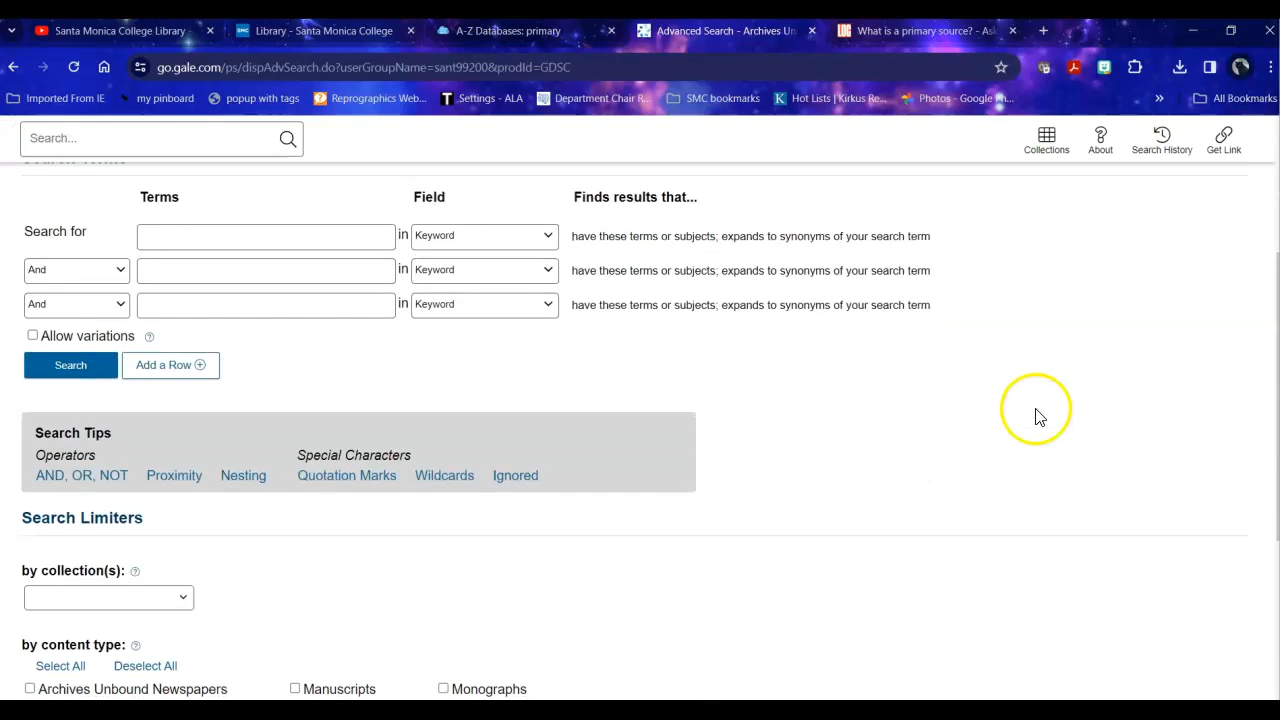 Santa Monica College Library -
Library - Santa Monica College
A-Z Databases: primary
Advanced Search - Archives Un
What is a primary source? - Ask
go.gale.com/ps/dispAdvSearch.do?userGroupName=sant99200&prodId=GDSC
Imported From IE
my pinboard
popup with tags
Reprographics Web...
Settings - ALA
Department Chair R...
SMC bookmarks
Hot Lists | Kirkus Re...
Photos - Google Ph...
All Bookmarks
Search...
Collections
About
Search History
Get Link
Terms
Field
Finds results that...
Search for
in
Keyword
have these terms or subjects; expands to synonyms of your search term
And
in
Keyword
have these terms or subjects; expands to synonyms of your search term
And
in
Keyword
have these terms or subjects; expands to synonyms of your search term
Allow variations
Search
Add a Row
Search Tips
Operators
Special Characters
AND, OR, NOT
Proximity
Nesting
Quotation Marks
Wildcards
Ignored
Search Limiters
by collection(s):
by content type:
Select All
Deselect All
Archives Unbound Newspapers
Manuscripts
Monographs